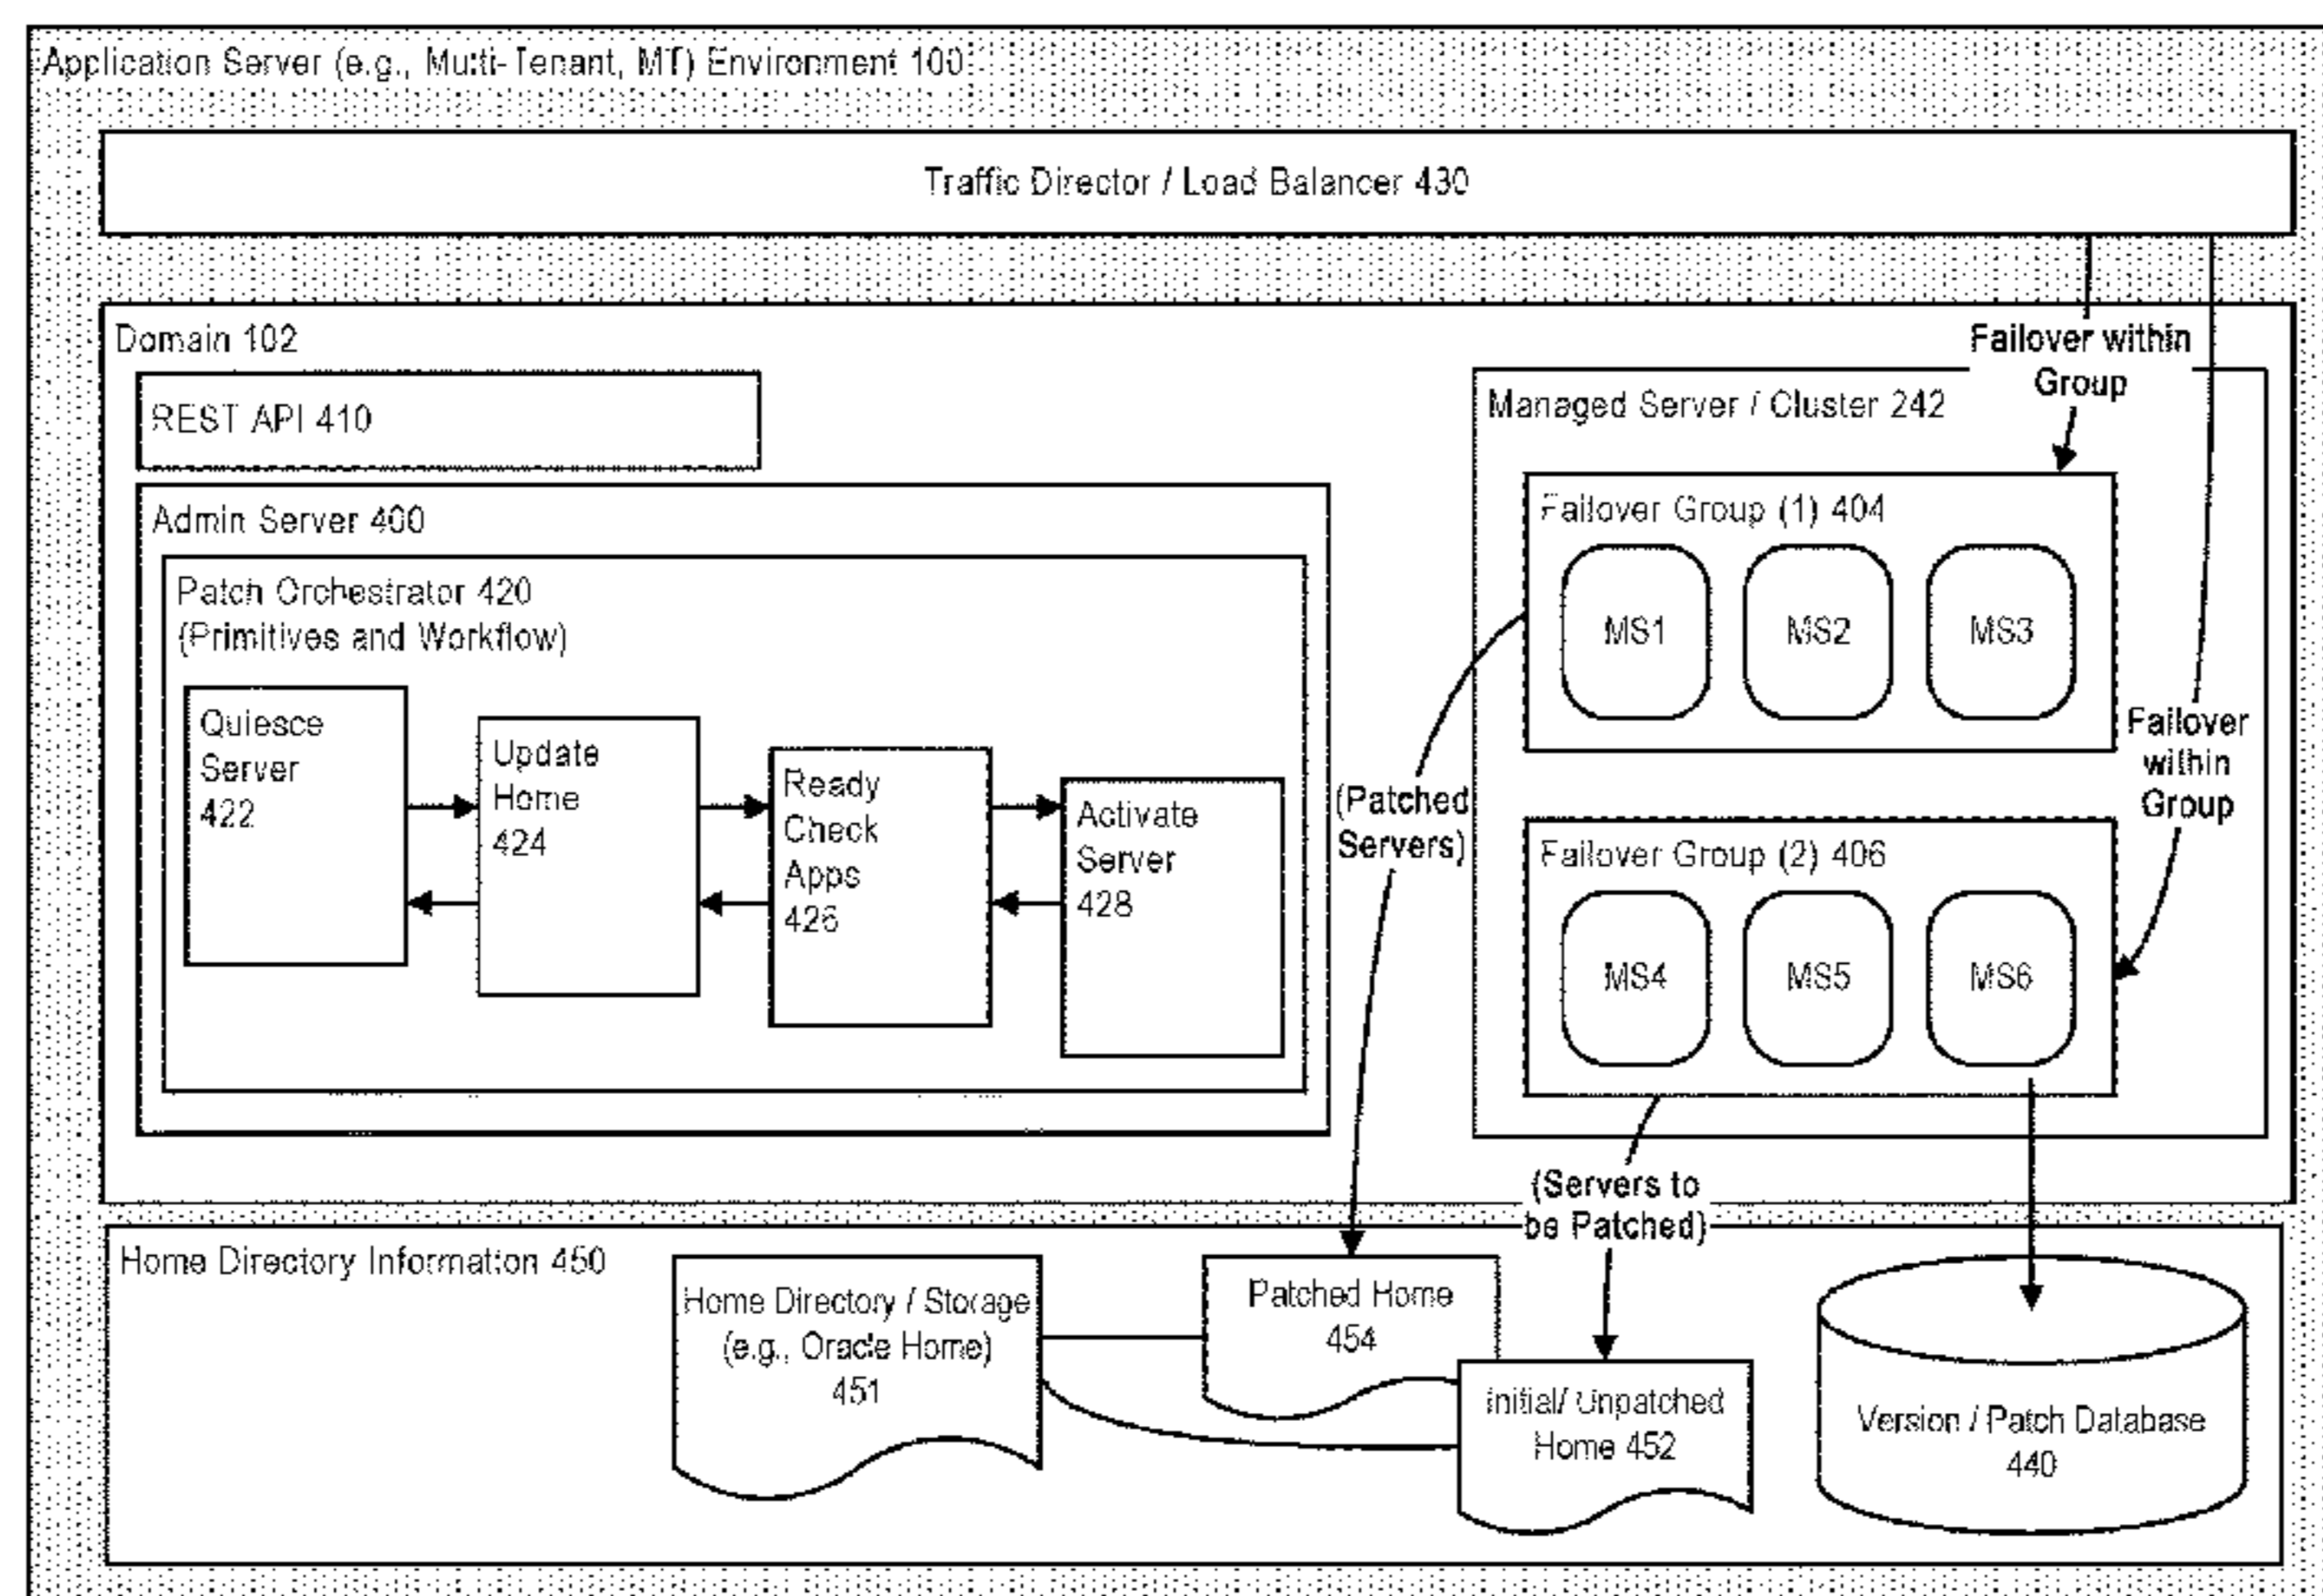 Application Server (e.g., Multi-Tenant, MT) Environment 100
Traffic Director / Load Balancer 430
Domain 102
REST API 410
Admin Server 400
Patch Orchestrator 420
(Primitives and Workflow)
Quiesce
Server
422
Update
Home
424
Ready
Check
Apps
426
Activate
Server
428
Failover within
Group
Managed Server / Cluster 242
Failover Group (1) 404
MS1
MS2
MS3
Failover
within
Group
(Patched
Servers)
Failover Group (2) 406
MS4
MS5
MS6
(Servers to
be Patched)
Home Directory Information 450
Home Directory / Storage
(e.g., Oracle Home)
451
Patched Home
454
Initial/ Unpatched
Home 452
Version / Patch Database
440